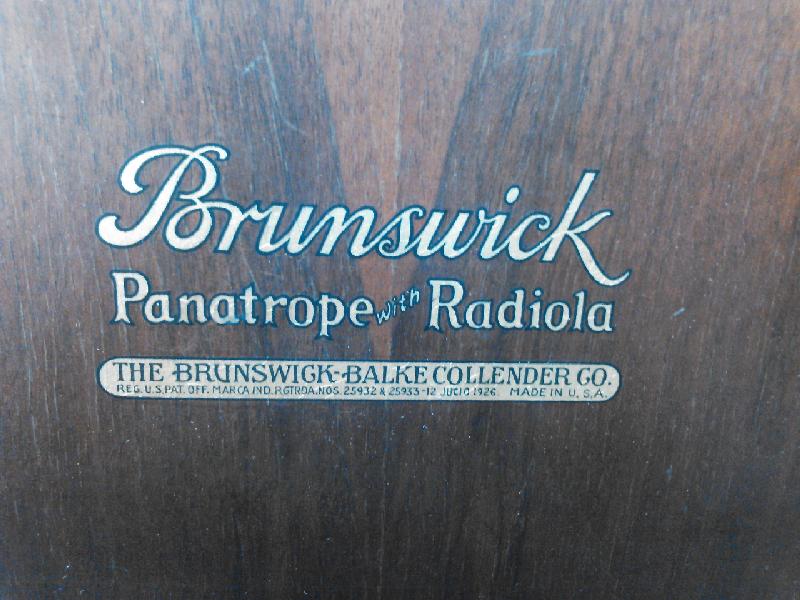 Brunswick
Panatrope with Radiola
THE BRUNSWICK-BALKE COLLENDER CO.
REG. U.S. PAT. OFF. MARCA IND. RGTRDA. NOS. 25932 & 25933-12 JULIO 1926. MADE IN U.S.A.